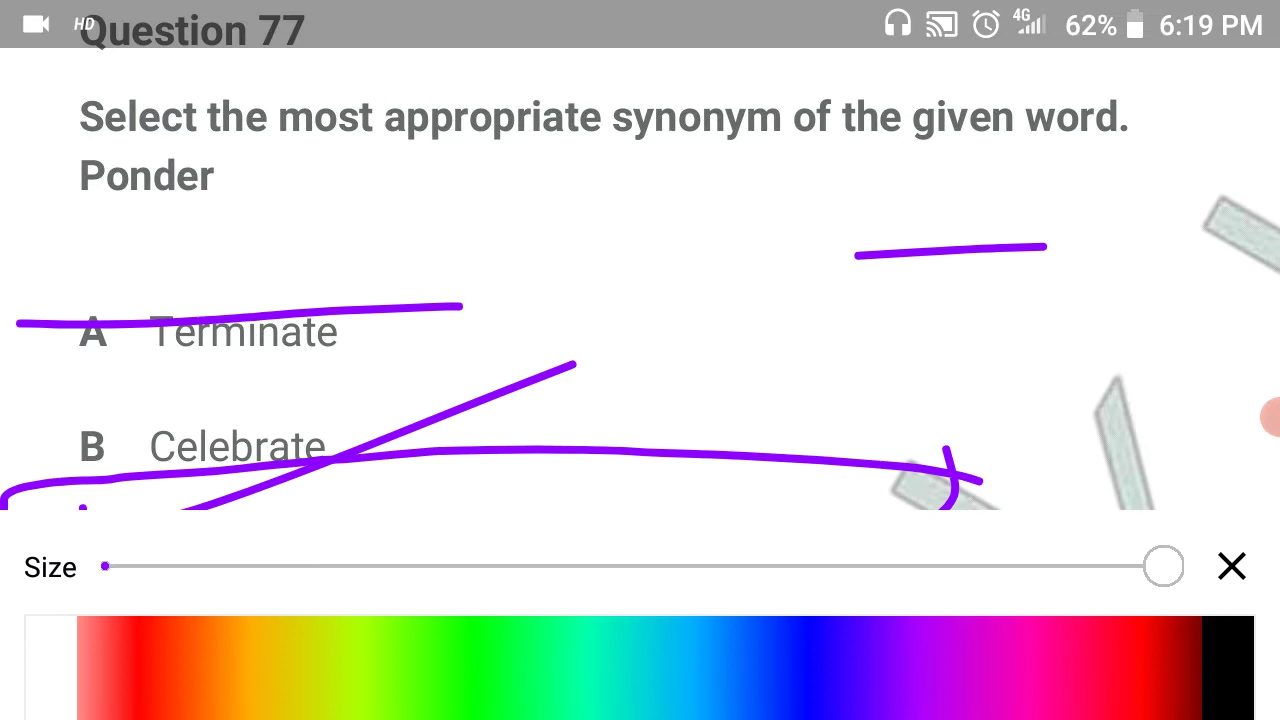 HD 4G 62% 6:19 PM
Question 77
Select the most appropriate synonym of the given word.
Ponder
A Terminate
B Celebrate
Size